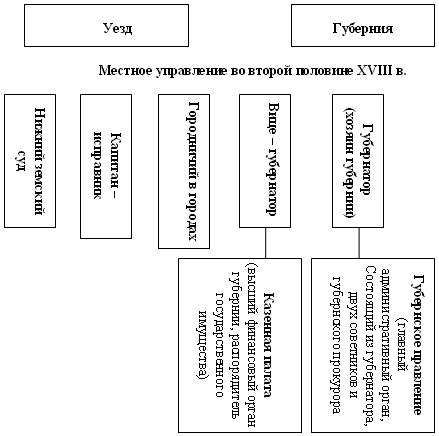 Уезд
Губерния
Местное управление во второй половине XVIII в.
Нижний земский
суд
Капитан –
исправник
Городничий в городах
Вице – губернатор
Губернатор
(хозяин губернии)
Казенная палата
(высший финансовый орган
губернии, распорядитель
государственного
имущества)
Губернское правление
(главный
административный орган,
Состоящий из губернатора,
двух советников и
губернского прокурора